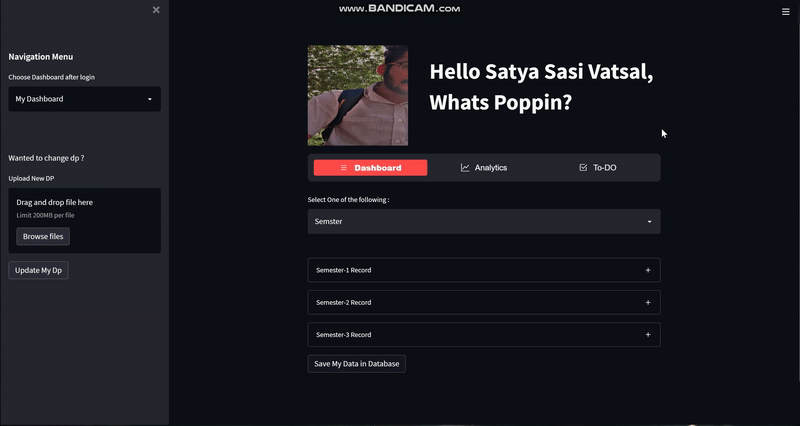 www.BANDICAM.com
Navigation Menu
Choose Dashboard after login
My Dashboard
Wanted to change dp ?
Upload New DP
Drag and drop file here
Limit 200MB per file
Browse files
Update My Dp
Hello Satya Sasi Vatsal,
Whats Poppin?
Dashboard
Analytics
To-DO
Select One of the following :
Semster
Semester-1 Record
Semester-2 Record
Semester-3 Record
Save My Data in Database